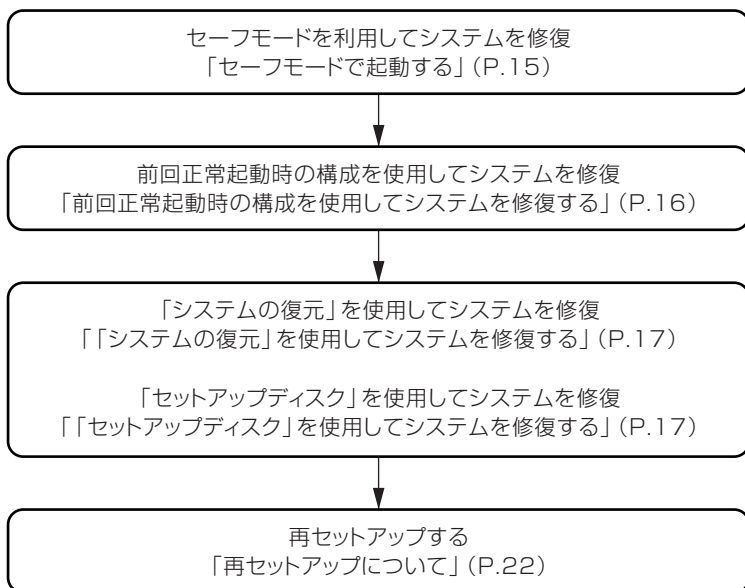 セーフモードを利用してシステムを修復
「セーフモードで起動する」(P.15)
前回正常起動時の構成を使用してシステムを修復
「前回正常起動時の構成を使用してシステムを修復する」(P.16)
「システムの復元」を使用してシステムを修復
「「システムの復元」を使用してシステムを修復する」(P.17)
「セットアップディスク」を使用してシステムを修復
「「セットアップディスク」を使用してシステムを修復する」(P.17)
再セットアップする
「再セットアップについて」(P.22)